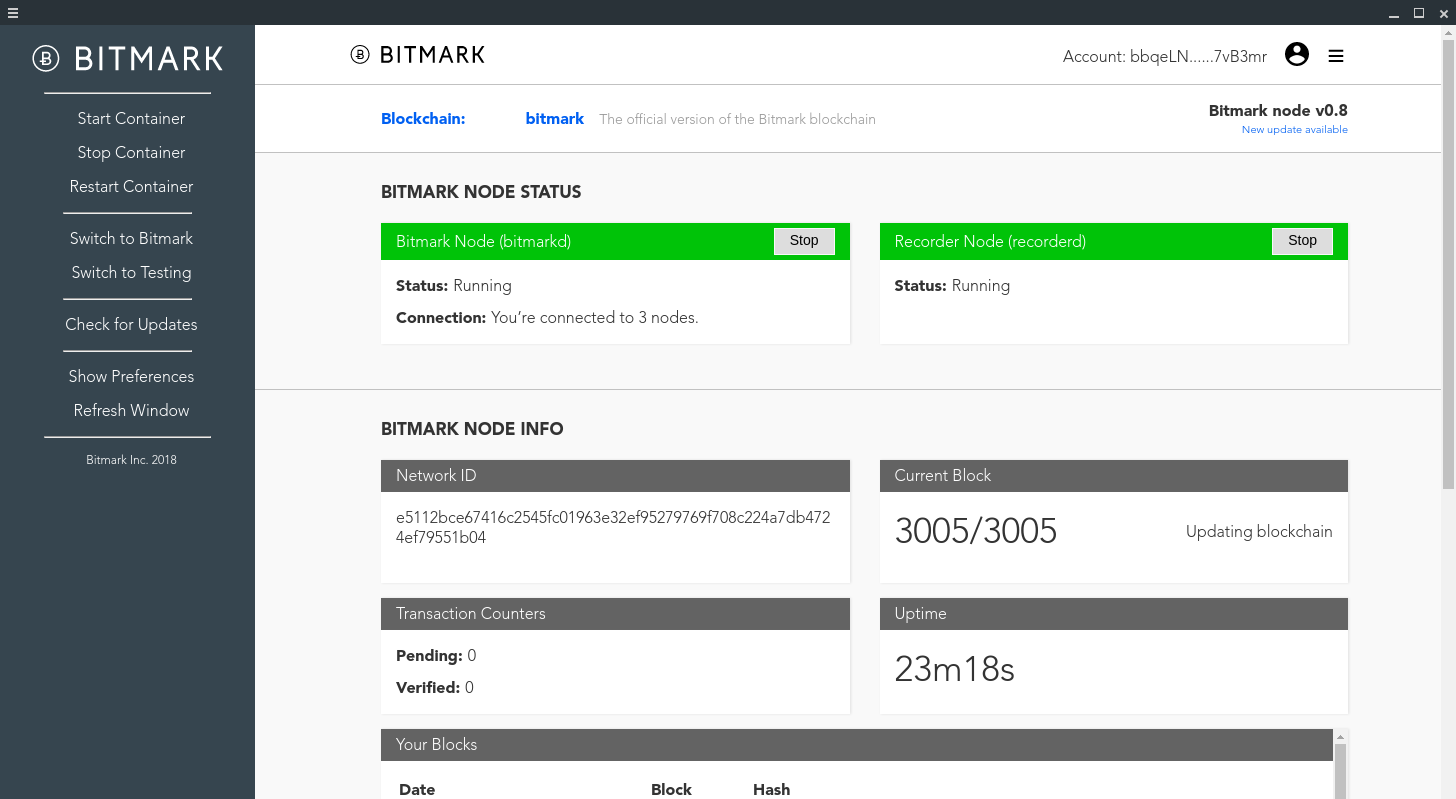 BITMARK
Start Container
Stop Container
Restart Container
Switch to Bitmark
Switch to Testing
Check for Updates
Show Preferences
Refresh Window
Bitmark Inc. 2018
BITMARK
Account: bbqeLN......7vB3mr
Blockchain: bitmark The official version of the Bitmark blockchain
Bitmark node v0.8
New update available
BITMARK NODE STATUS
Bitmark Node (bitmarkd) Stop
Status: Running
Connection: You’re connected to 3 nodes.
Recorder Node (recorderd) Stop
Status: Running
BITMARK NODE INFO
Network ID
e5112bce67416c2545fc01963e32ef95279769f708c224a7db472
4ef79551b04
Current Block
3005/3005 Updating blockchain
Transaction Counters
Pending: 0
Verified: 0
Uptime
23m18s
Your Blocks
Date Block Hash